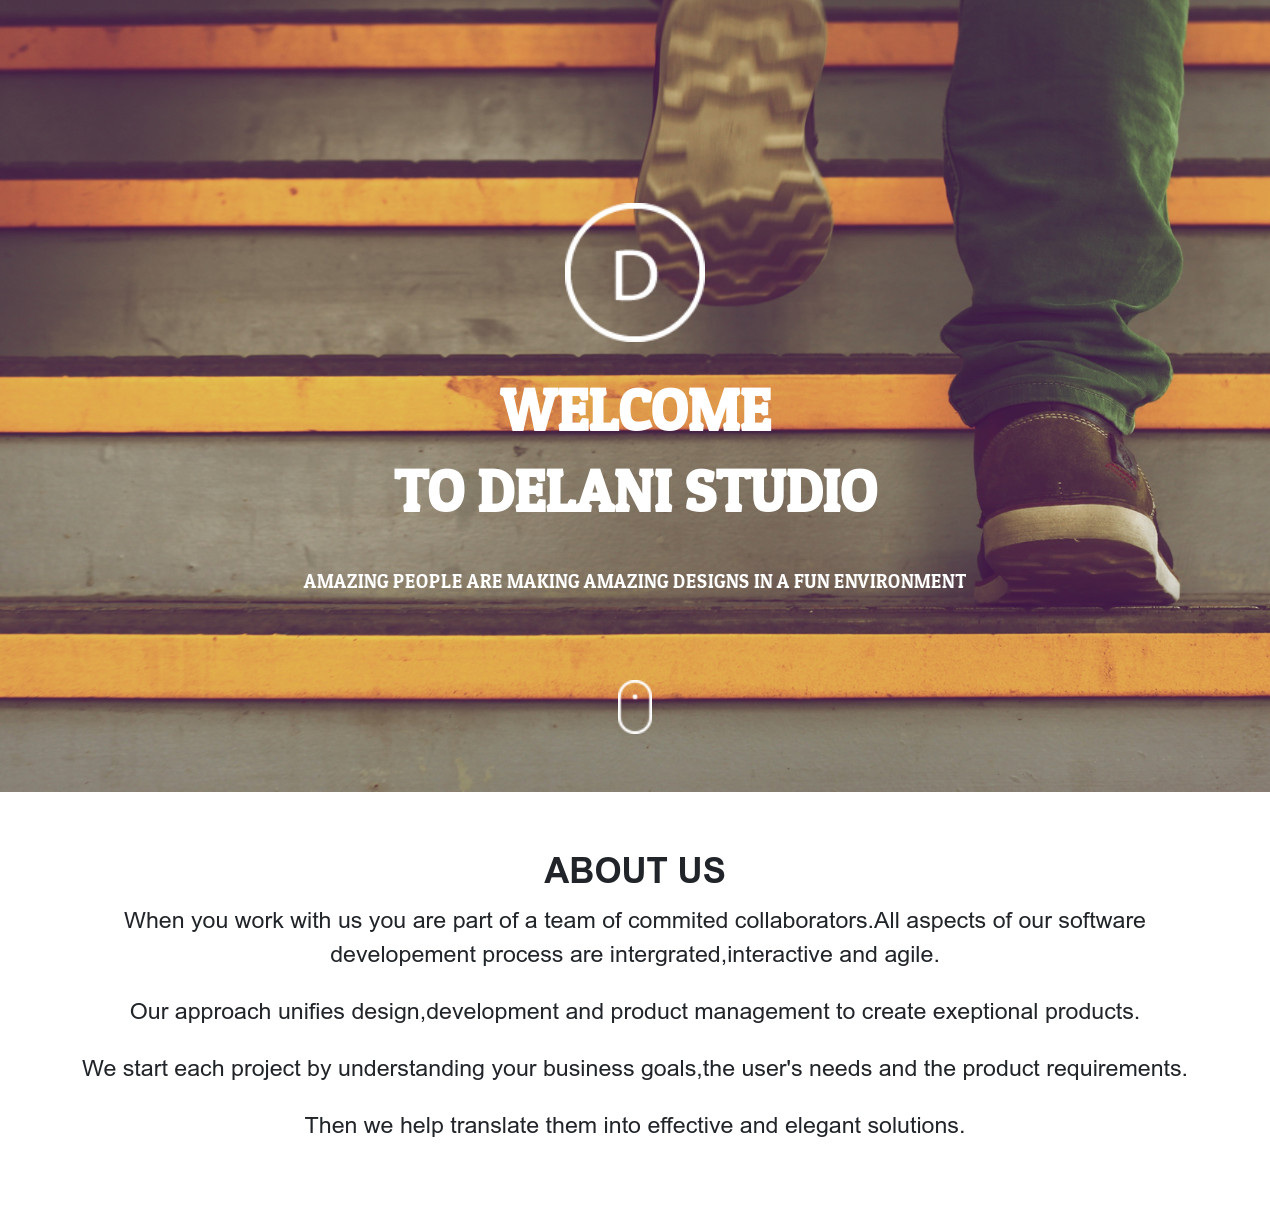 D
WELCOME
TO DELANI STUDIO
AMAZING PEOPLE ARE MAKING AMAZING DESIGNS IN A FUN ENVIRONMENT
ABOUT US
When you work with us you are part of a team of commited collaborators.All aspects of our software
developement process are intergrated,interactive and agile.
Our approach unifies design,development and product management to create exeptional products.
We start each project by understanding your business goals,the user's needs and the product requirements.
Then we help translate them into effective and elegant solutions.